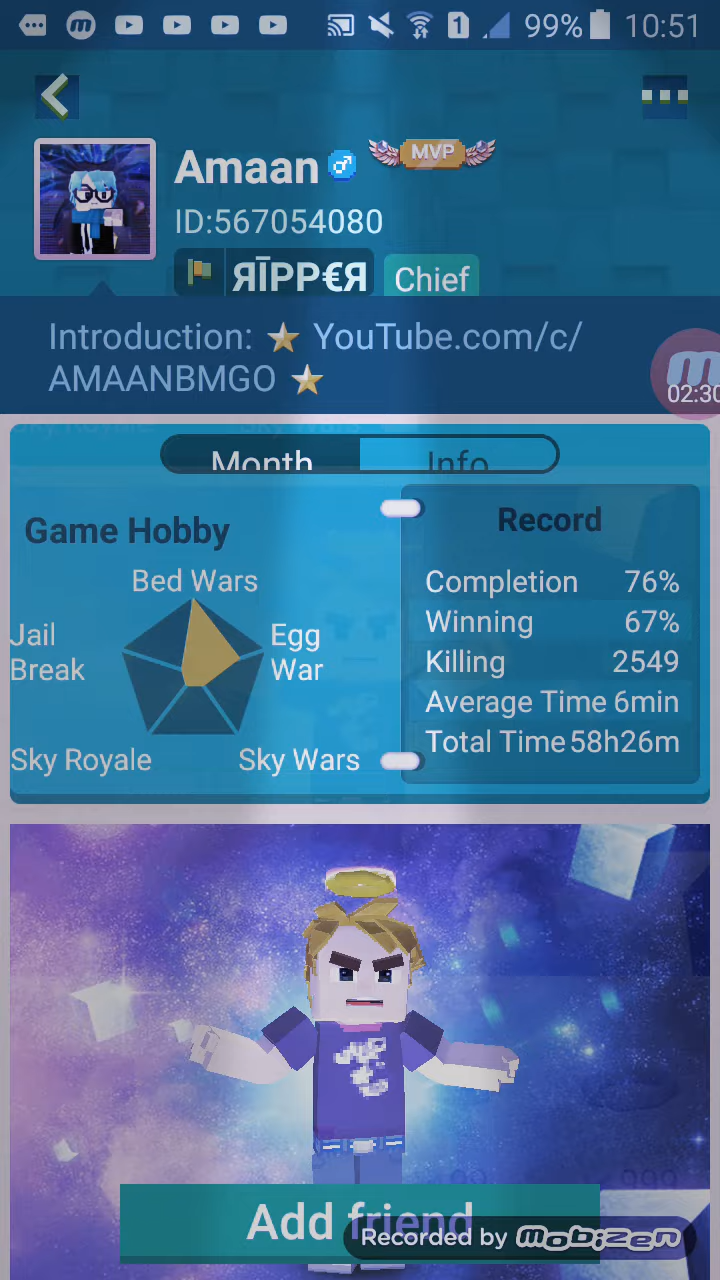 1 99% 10:51
Amaan MVP
ID:567054080
ЯĪPP€Я Chief
Introduction: ⭐ YouTube.com/c/
AMAANBMGO ⭐
02:30
Month Info
Game Hobby
Bed Wars
Jail
Break
Egg
War
Sky Royale
Sky Wars
Record
Completion 76%
Winning 67%
Killing 2549
Average Time 6min
Total Time 58h26m
Add friend
Recorded by mobizen